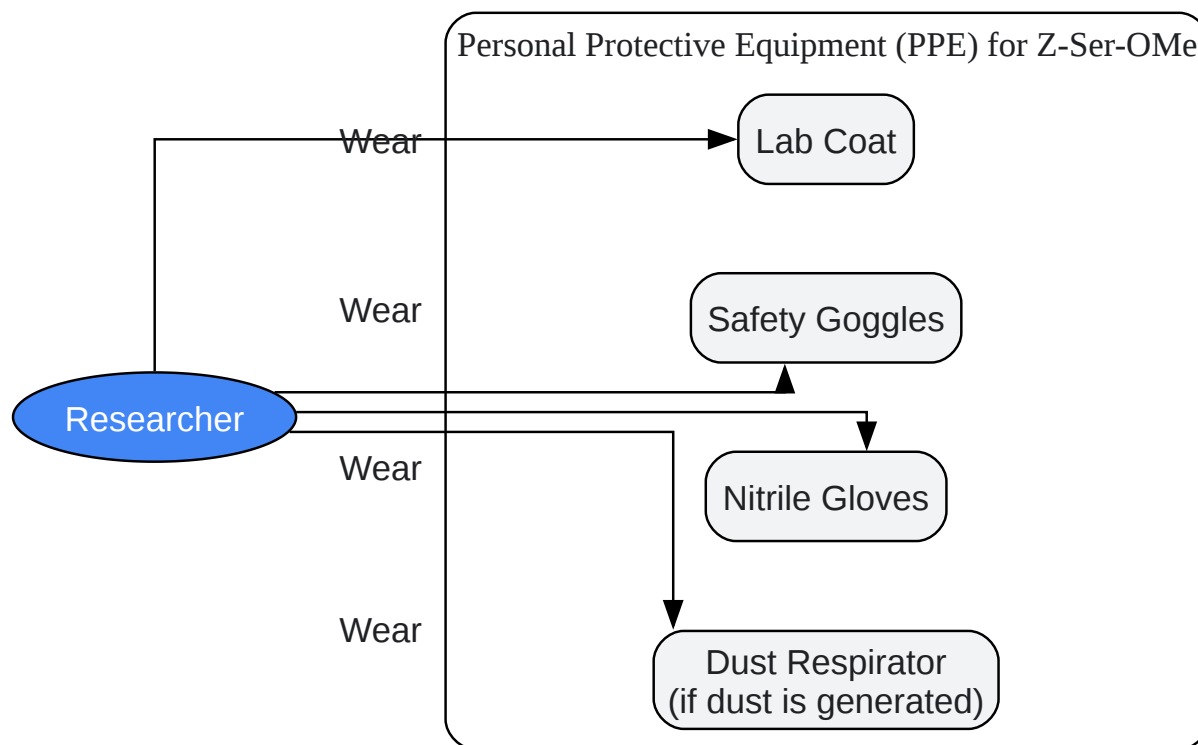 Personal Protective Equipment (PPE) for Z-Ser-OMe
Wear
Lab Coat
Wear
Safety Goggles
Researcher
Wear
Nitrile Gloves
Wear
Dust Respirator
(if dust is generated)